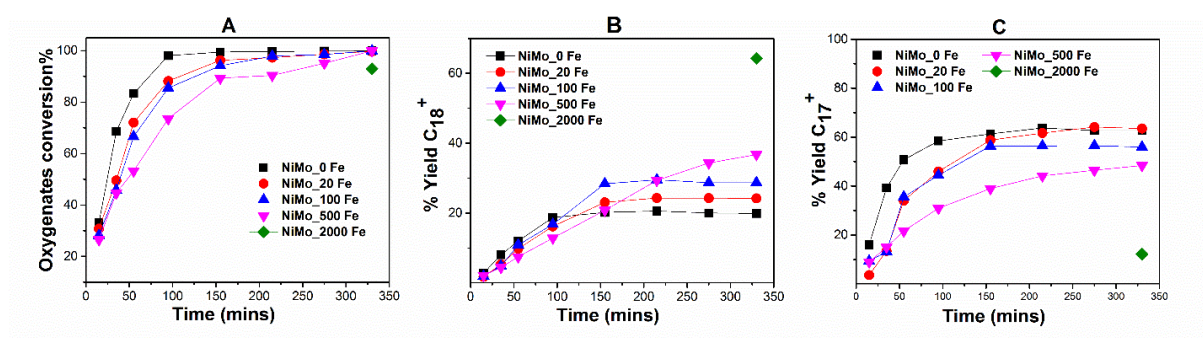 A
Oxygenates conversion%
100
80
60
40
20
NiMo_0 Fe
NiMo_20 Fe
NiMo_100 Fe
NiMo_500 Fe
NiMo_2000 Fe
0 50 100 150 200 250 300 350
Time (mins)
B
% Yield C18+
60
40
20
NiMo_0 Fe
NiMo_20 Fe
NiMo_100 Fe
NiMo_500 Fe
NiMo_2000 Fe
0 50 100 150 200 250 300 350
Time (mins)
C
% Yield C17+
100
80
60
40
20
0
NiMo_0 Fe NiMo_500 Fe
NiMo_20 Fe NiMo_2000 Fe
NiMo_100 Fe
0 50 100 150 200 250 300 350
Time (mins)